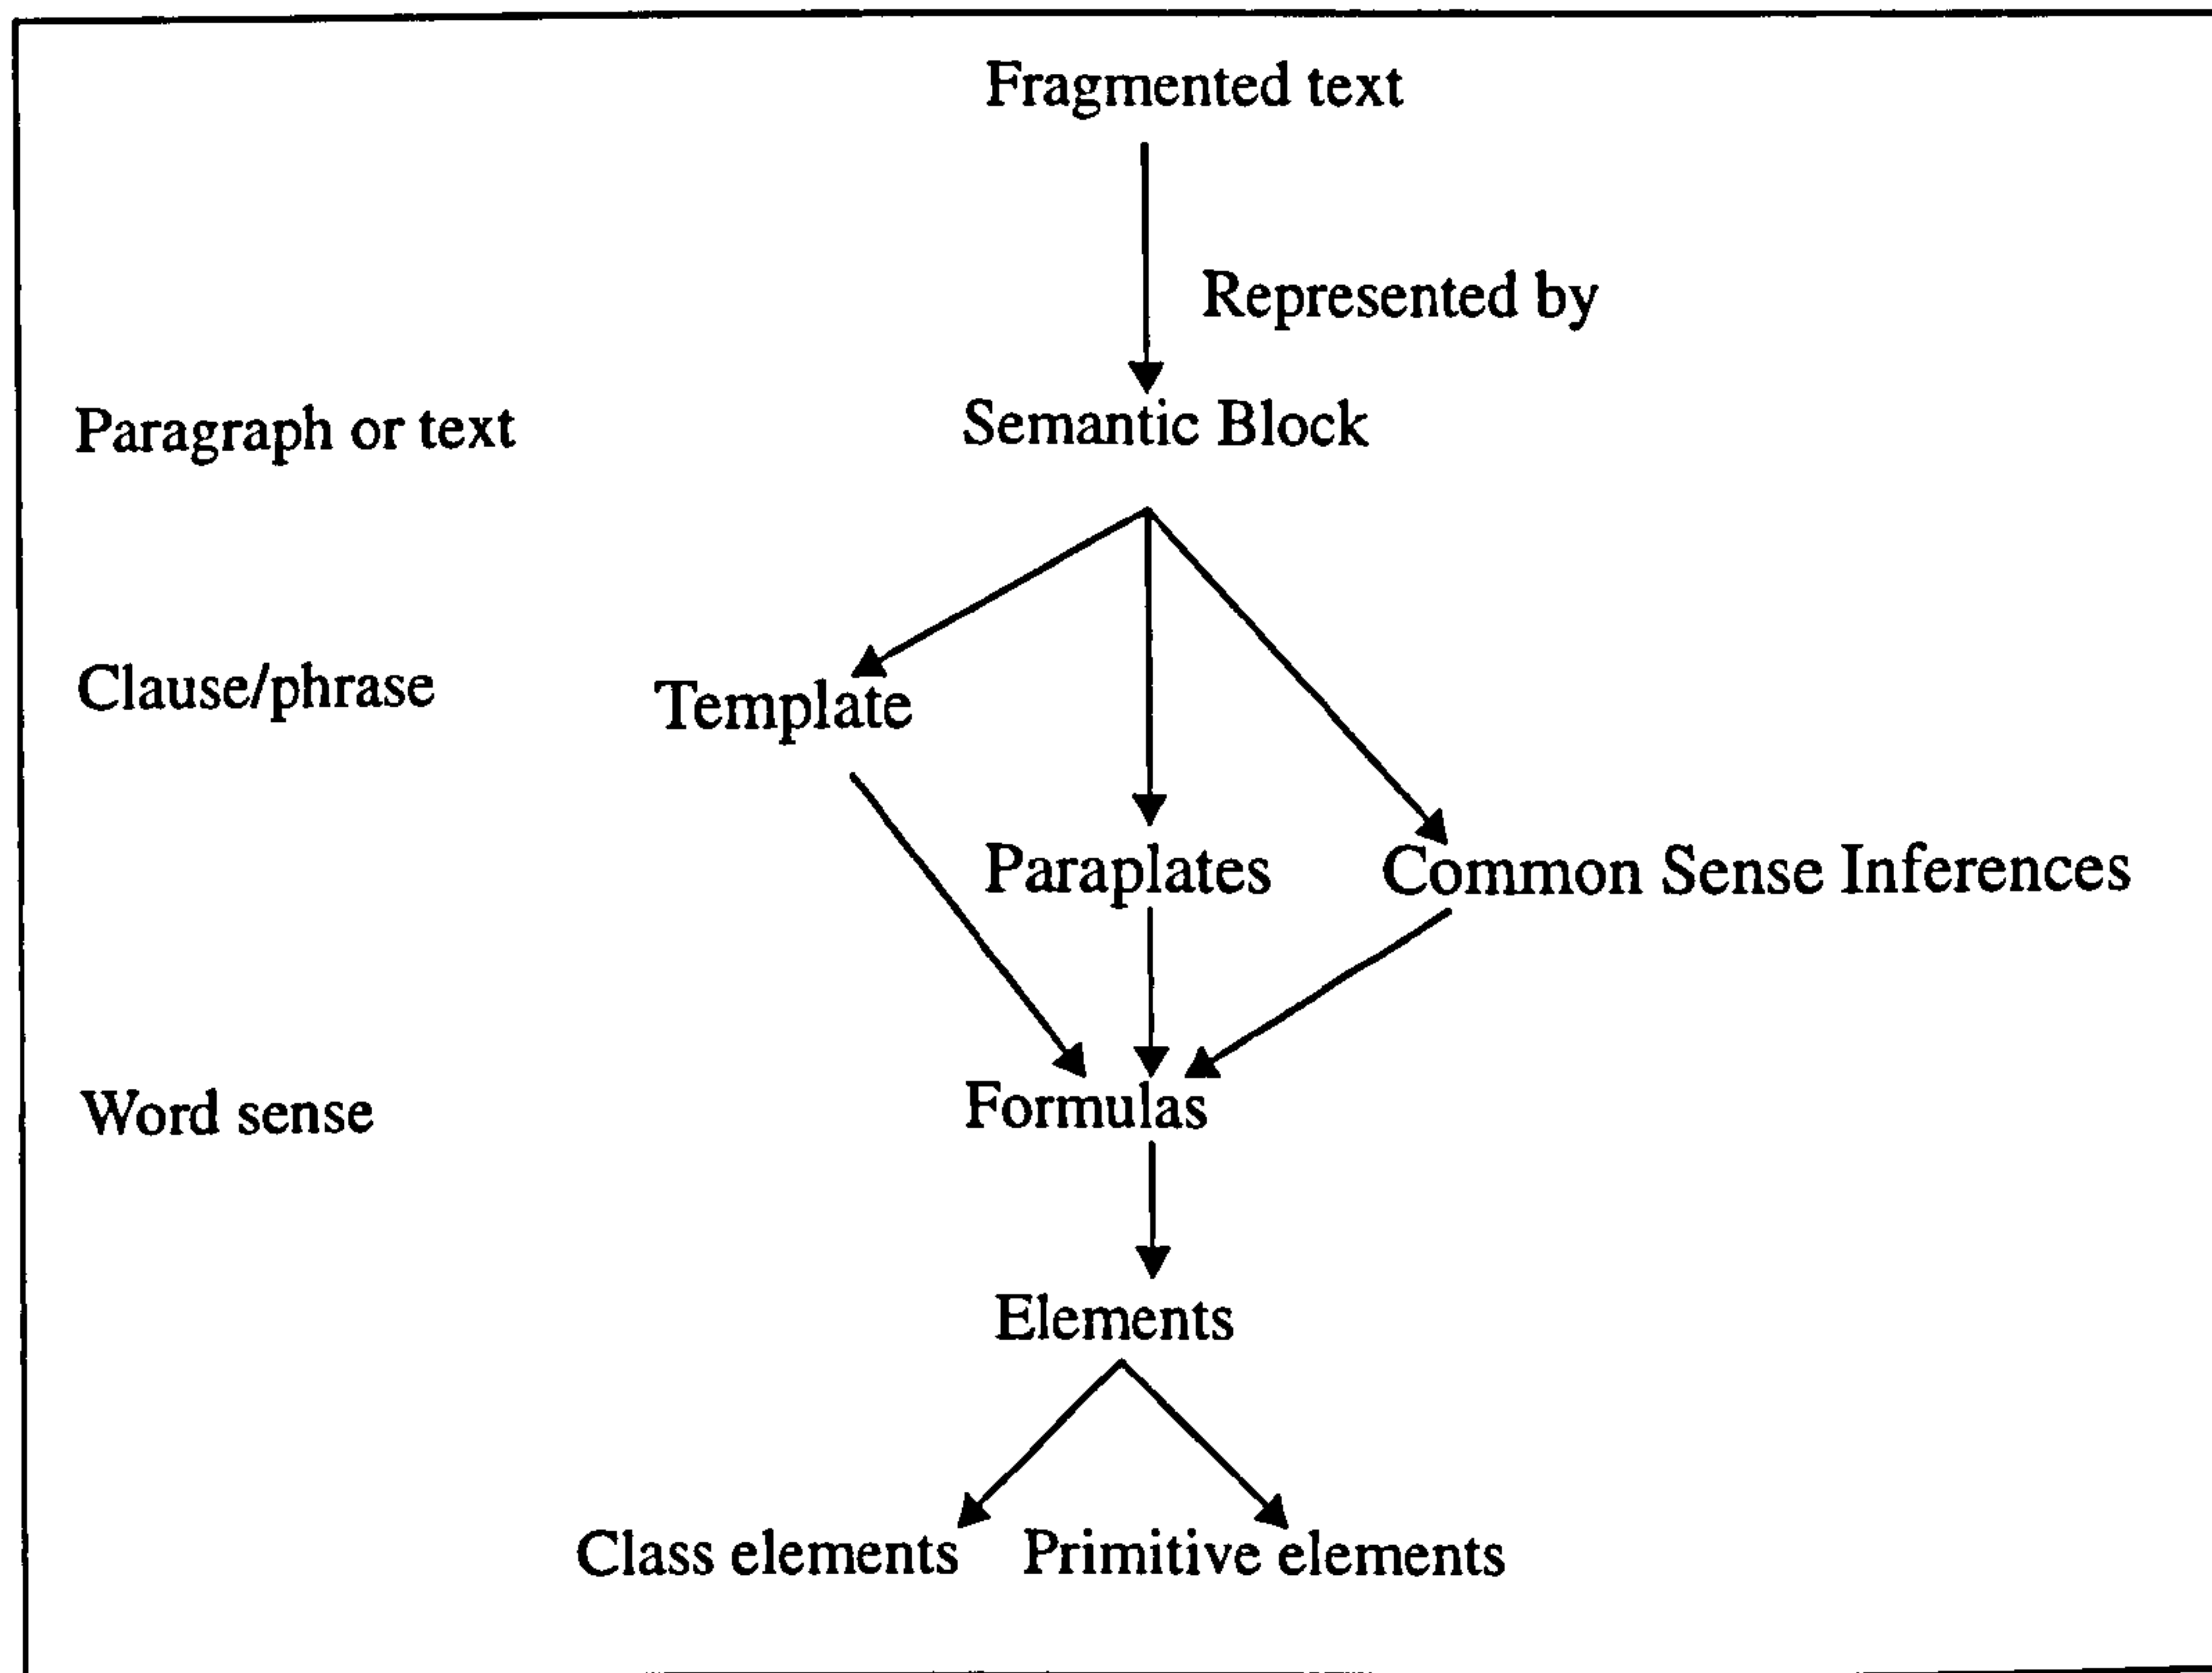 Fragmented text
Represented by
Paragraph or text
Semantic Block
Clause/phrase
Template
Paraplates
Common Sense Inferences
Word sense
Formulas
Elements
Class elements
Primitive elements